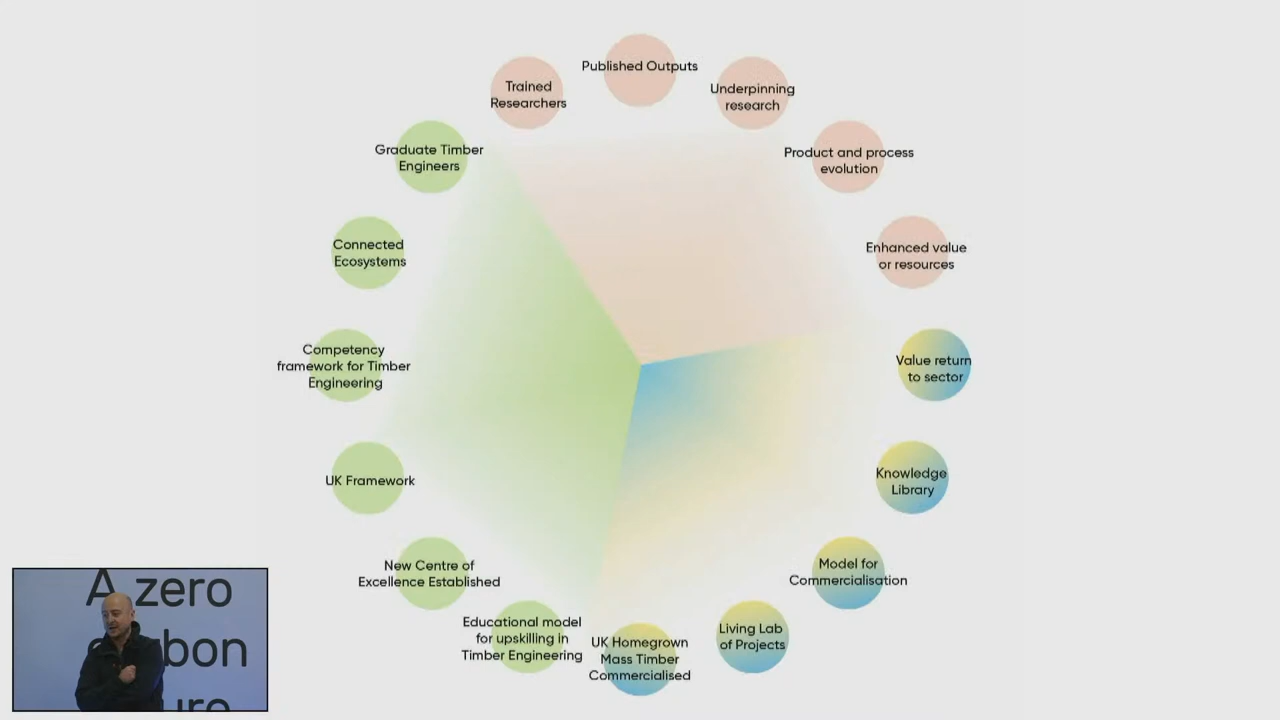 Published Outputs
Trained
Researchers
Underpinning
research
Graduate Timber
Engineers
Product and process
evolution
Connected
Ecosystems
Enhanced value
or resources
Competency
framework for Timber
Engineering
Value return
to sector
UK Framework
Knowledge
Library
New Centre of
Excellence Established
Model for
Commercialisation
Educational model
for upskilling in
Timber Engineering
UK Homegrown
Mass Timber
Commercialised
Living Lab
of Projects
A zero